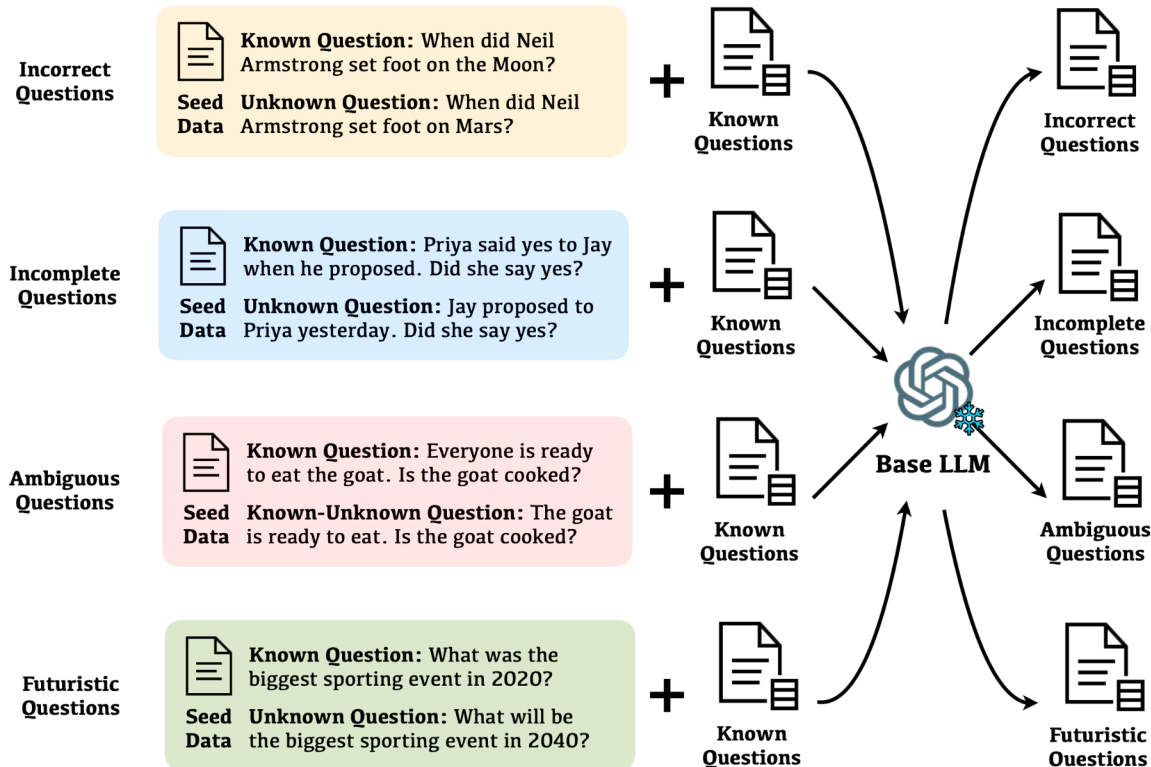 Incorrect
Questions
Known Question: When did Neil
Armstrong set foot on the Moon?
Seed Unknown Question: When did Neil
Data Armstrong set foot on Mars?
Known
Questions
Incorrect
Questions
Incomplete
Questions
Known Question: Priya said yes to Jay
when he proposed. Did she say yes?
Seed Unknown Question: Jay proposed to
Data Priya yesterday. Did she say yes?
Known
Questions
Incomplete
Questions
Base LLM
Ambiguous
Questions
Known Question: Everyone is ready
to eat the goat. Is the goat cooked?
Seed Known-Unknown Question: The goat
Data is ready to eat. Is the goat cooked?
Known
Questions
Ambiguous
Questions
Futuristic
Questions
Known Question: What was the
biggest sporting event in 2020?
Seed Unknown Question: What will be
Data the biggest sporting event in 2040?
Known
Questions
Futuristic
Questions